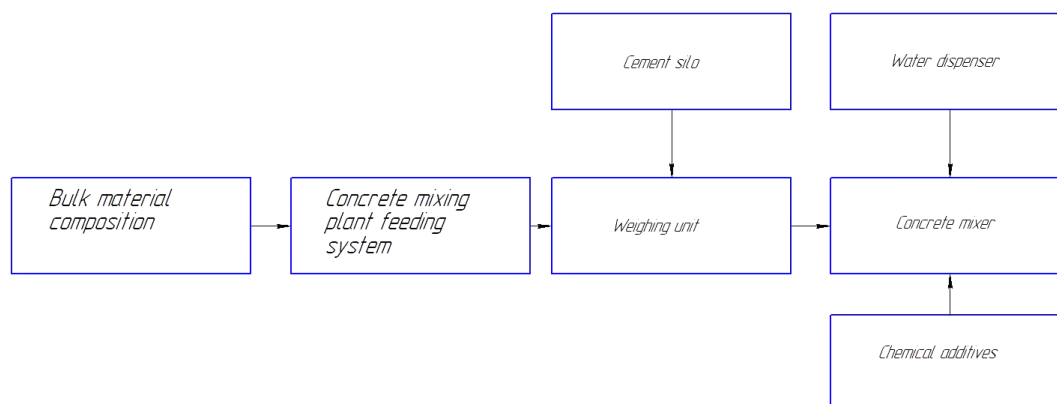 Cement silo
Water dispenser
Bulk material
composition
Concrete mixing
plant feeding
system
Weighing unit
Concrete mixer
Chemical additives